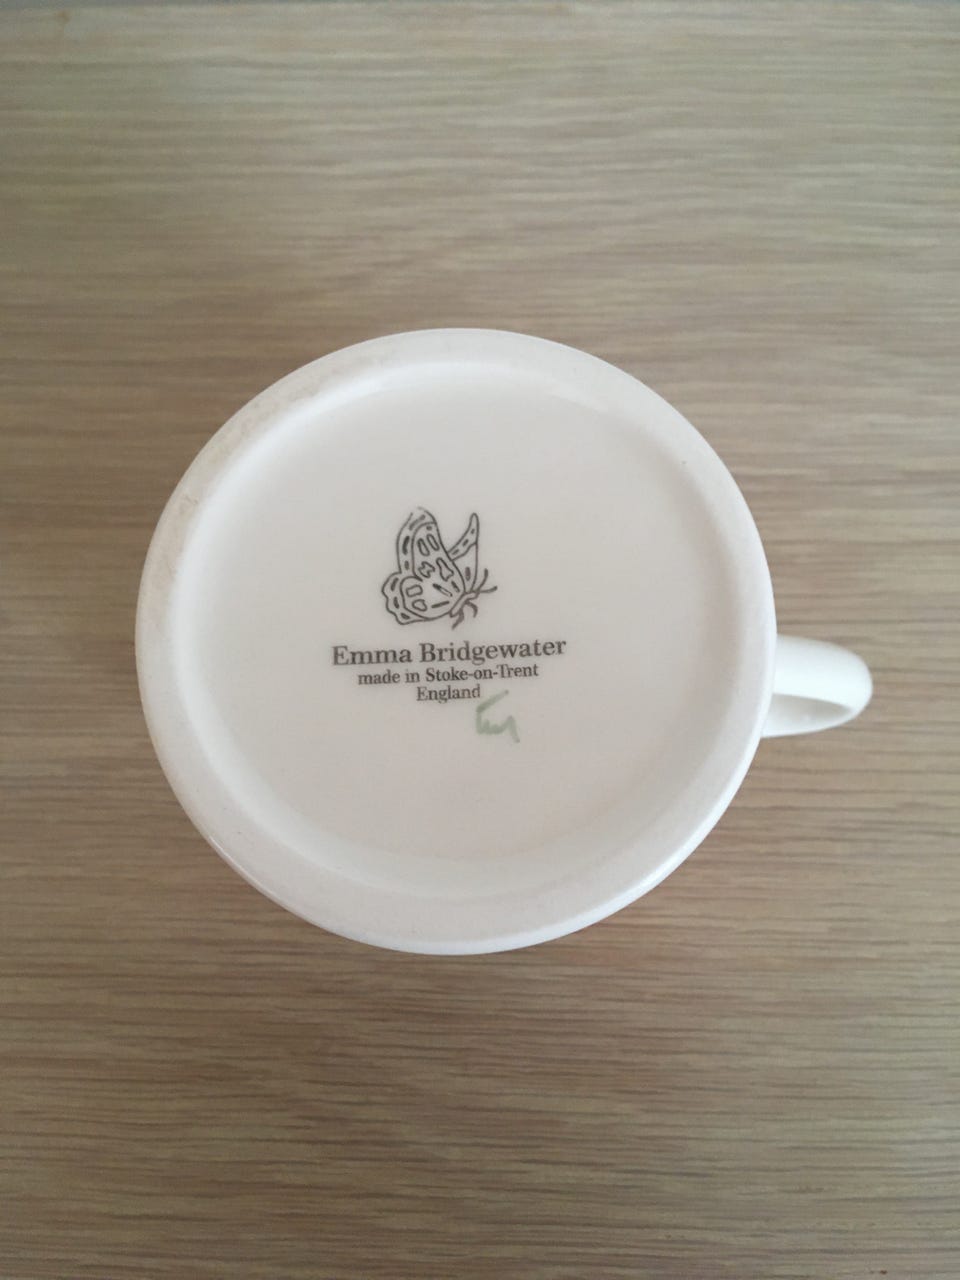 Emma Bridgewater
made in Stoke-on-Trent
England